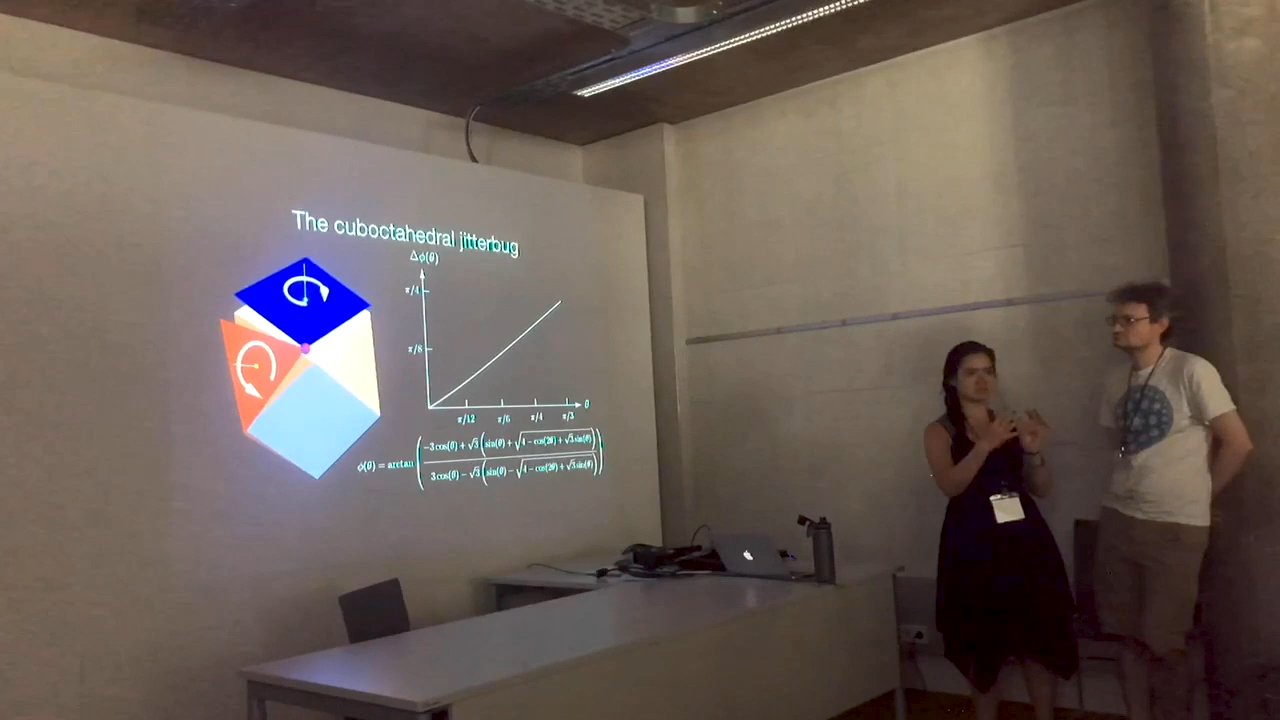 The cuboctahedral jitterbug
Δφ(θ)
π/4
π/8
θ
π/12 π/6 π/4 π/3
φ(θ) = arctan ( (-3 cos(θ) + √3 (sin(θ) + √(4 - cos(2θ) + √3 sin(θ)))) / (3 cos(θ) - √3 (sin(θ) - √(4 - cos(2θ) + √3 sin(θ)))) )